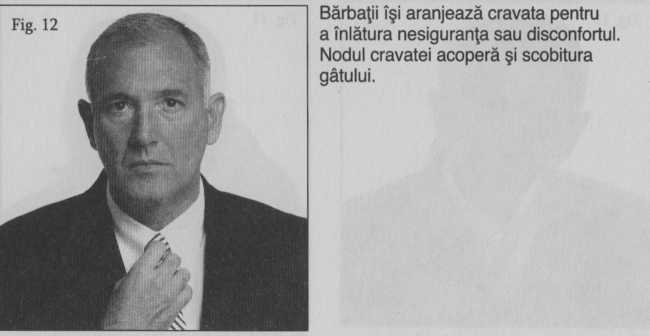 Fig. 12
Bărbaţii îşi aranjează cravata pentru
a înlătura nesiguranţa sau disconfortul.
Nodul cravatei acoperă şi scobitura
gâtului.